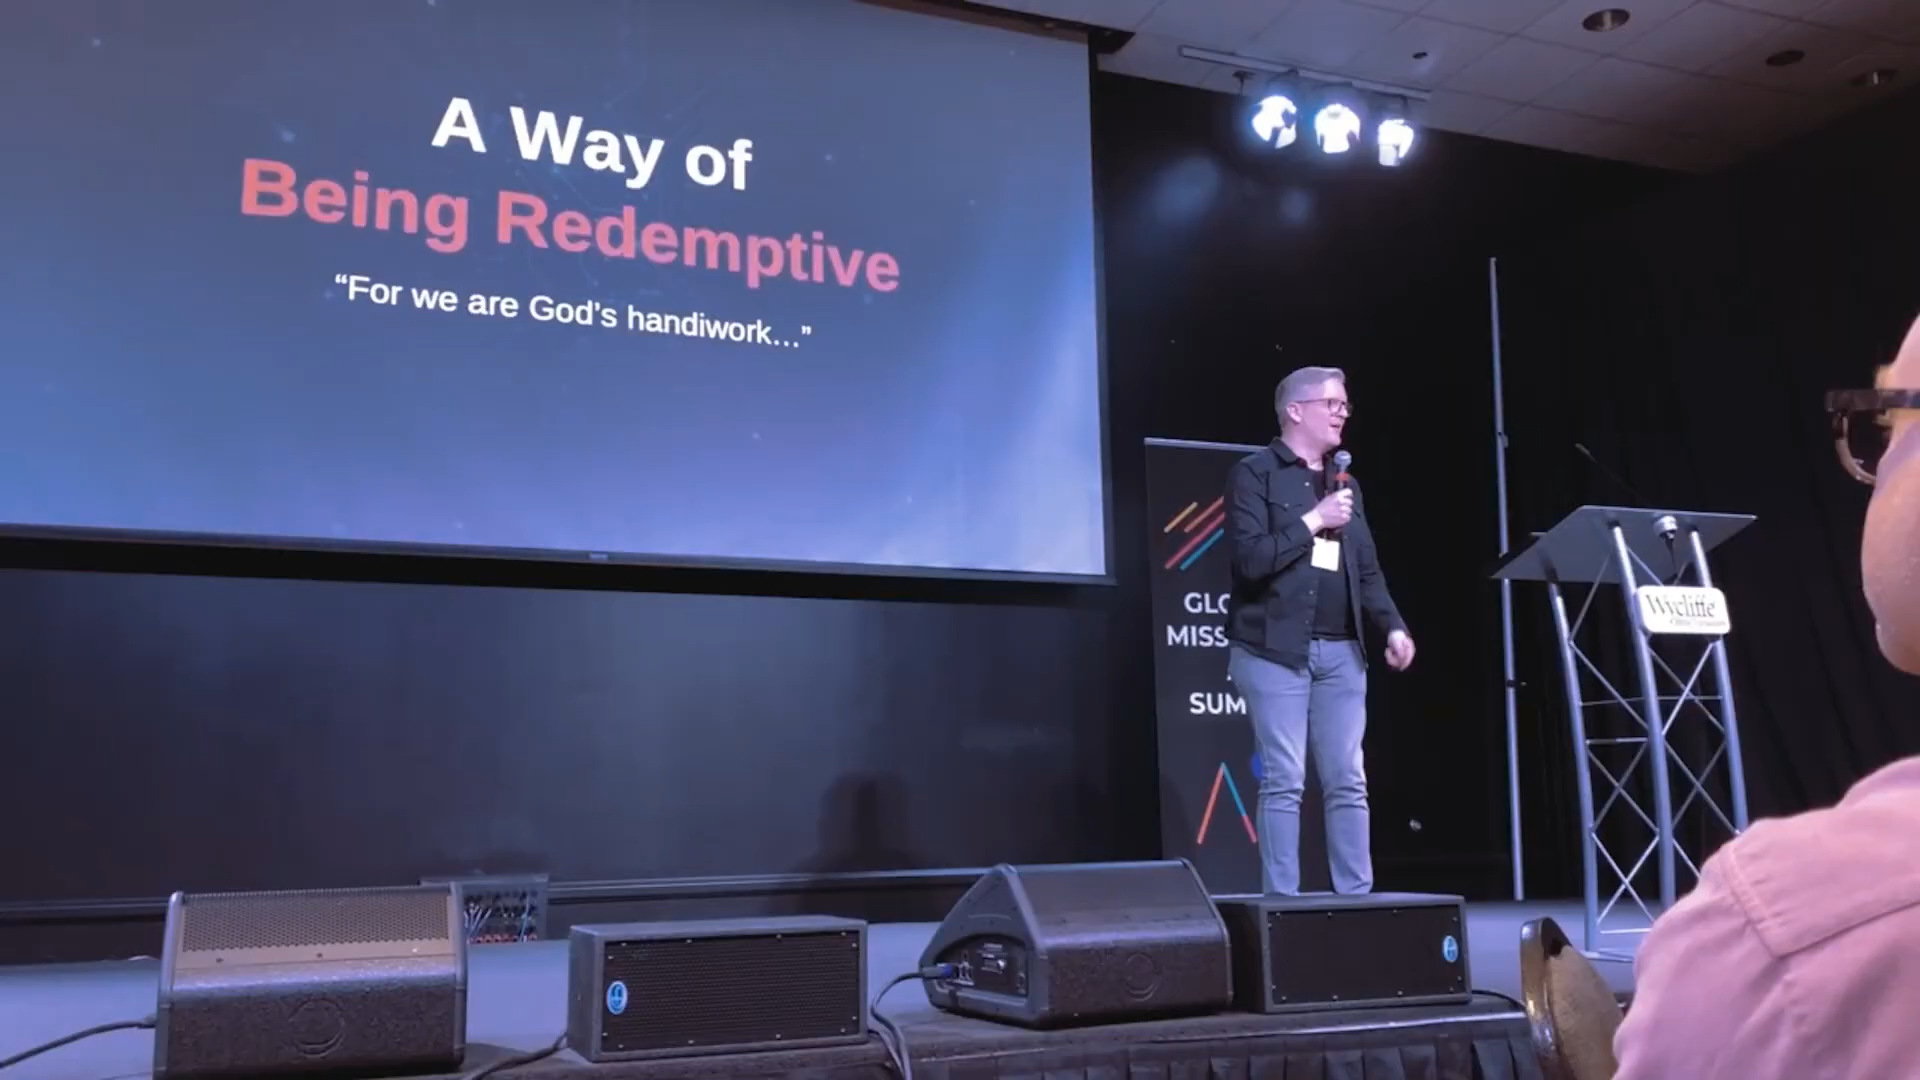 A Way of
Being Redemptive
“For we are God’s handiwork…”
GLO
MISS
SUM
Wycliffe